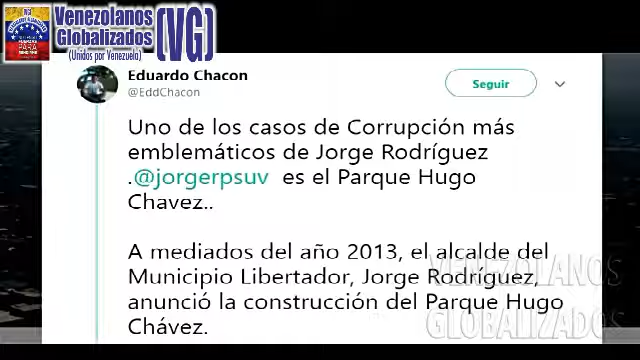 Venezolanos
Globalizados
(Unidos por Venezuela)
(VG)
VG
Eduardo Chacon
@EddChacon
Seguir
Uno de los casos de Corrupción más
emblemáticos de Jorge Rodríguez
.@jorgerpsuv es el Parque Hugo
Chavez..
A mediados del año 2013, el alcalde del
Municipio Libertador, Jorge Rodríguez,
anunció la construcción del Parque Hugo
Chávez.
VENEZOLANOS
GLOBALIZADOS